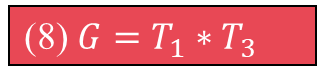 (8) G = T₁ * T₃